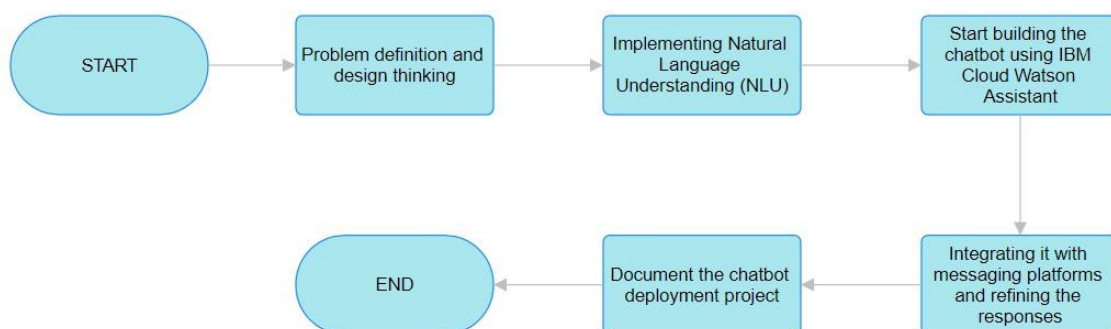 START
Problem definition and
design thinking
Implementing Natural
Language
Understanding (NLU)
Start building the
chatbot using IBM
Cloud Watson
Assistant
END
Document the chatbot
deployment project
Integrating it with
messaging platforms
and refining the
responses